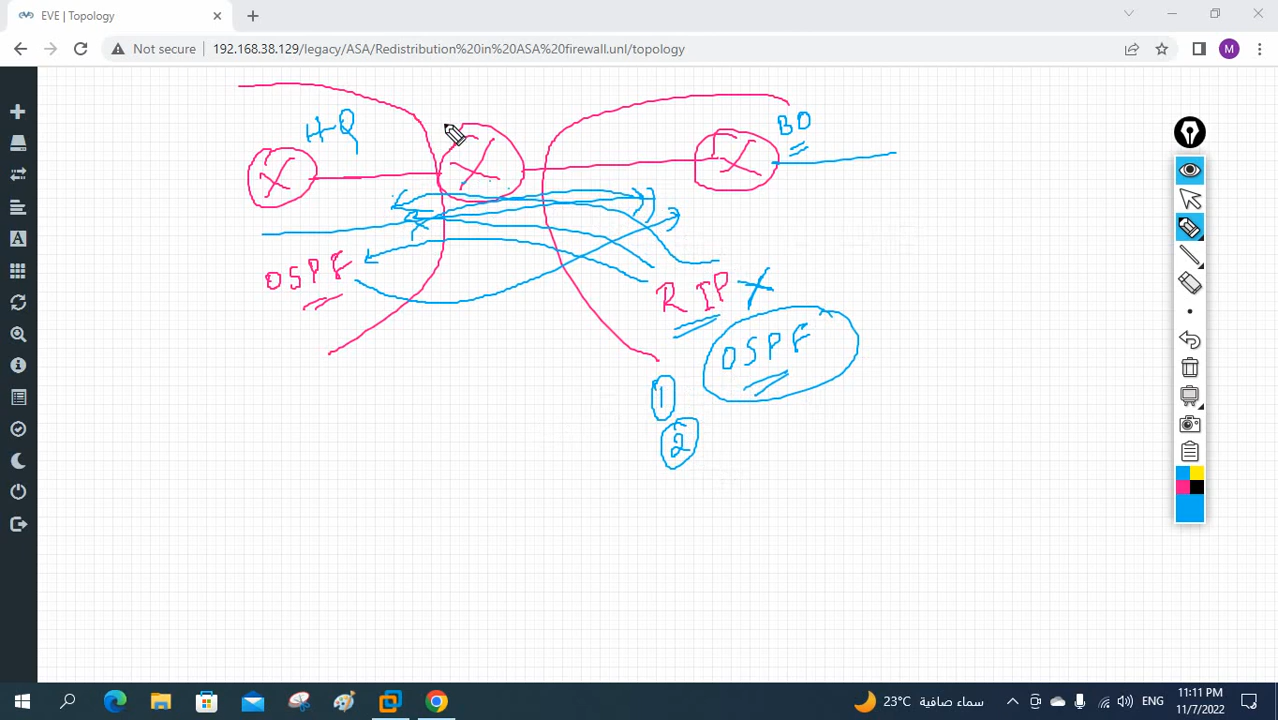 EVE | Topology
Not secure
192.168.38.129/legacy/ASA/Redistribution%20in%20ASA%20firewall.unl/topology
M
HQ
BO
OSPF
RIP
OSPF
1
2
A
23°C
سماء صافية
ENG
11:11 PM
11/7/2022